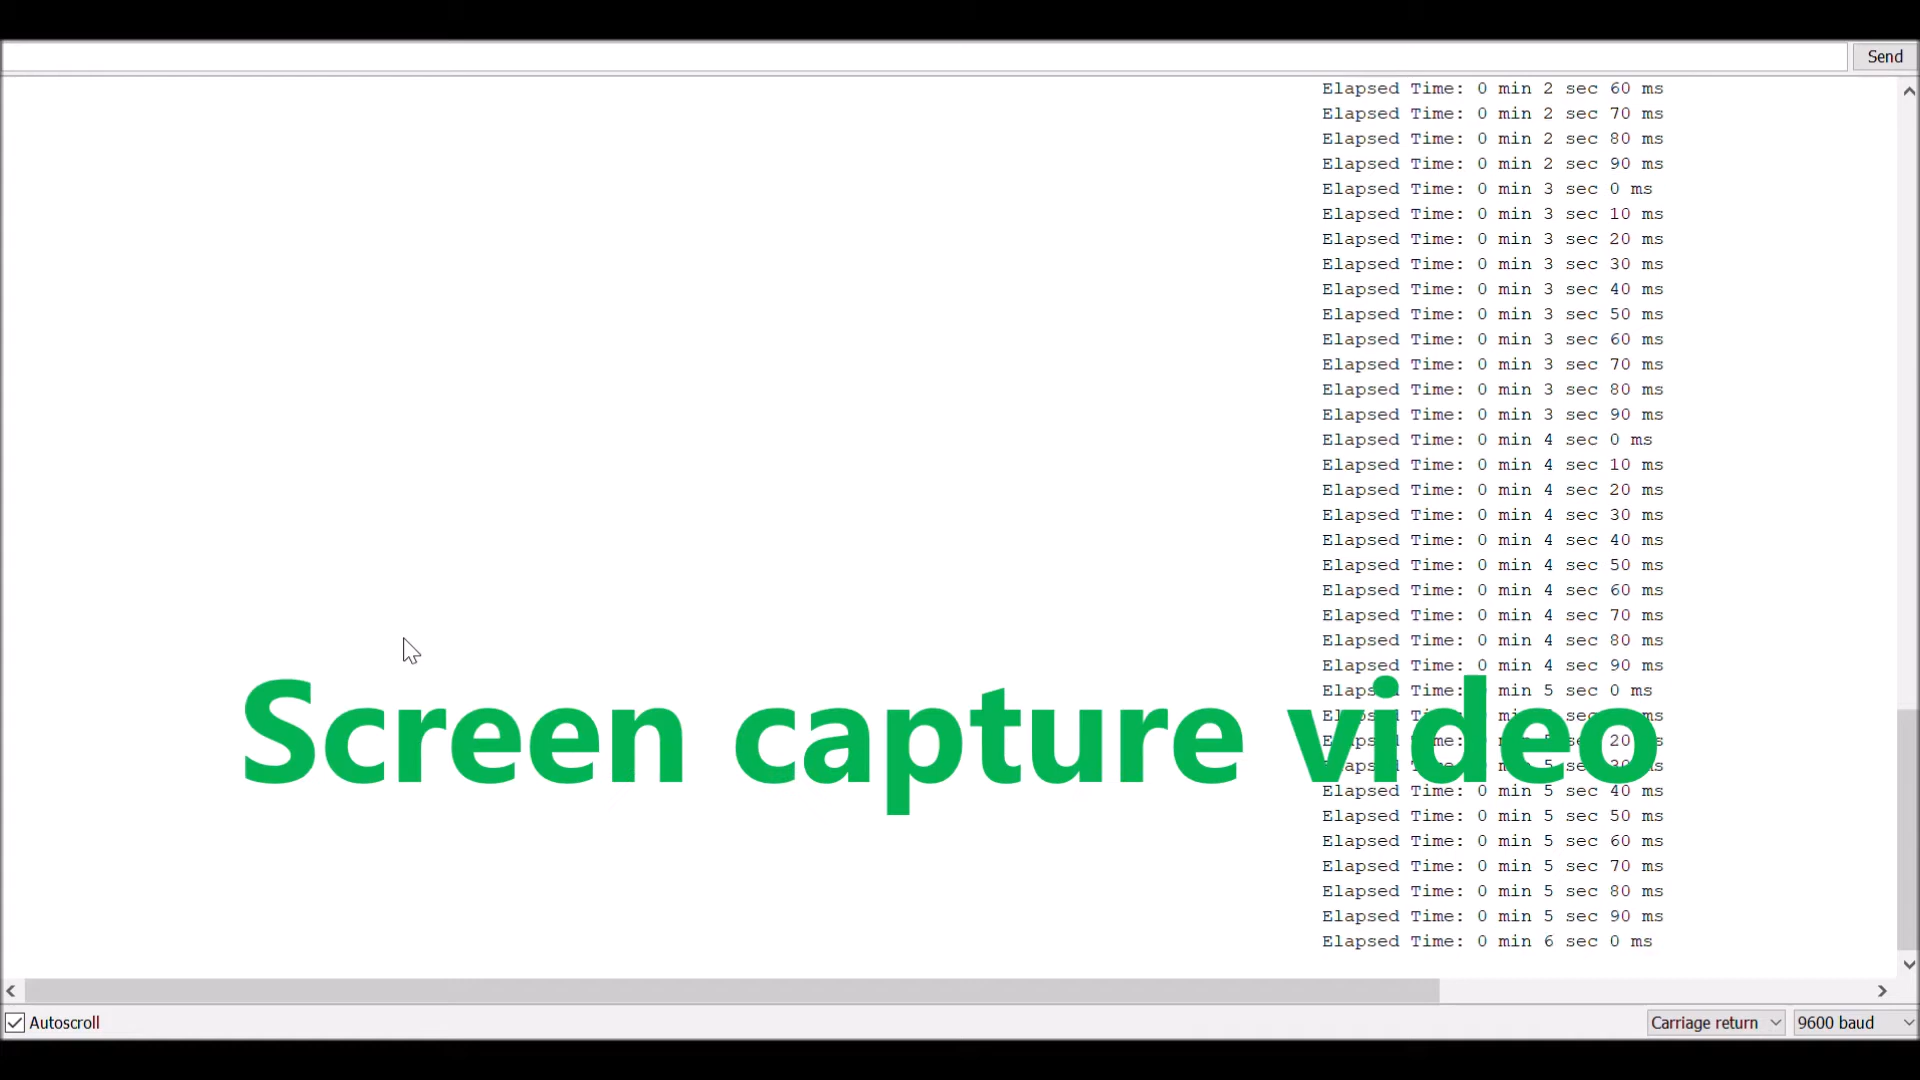 Send
Elapsed Time: 0 min 2 sec 60 ms
Elapsed Time: 0 min 2 sec 70 ms
Elapsed Time: 0 min 2 sec 80 ms
Elapsed Time: 0 min 2 sec 90 ms
Elapsed Time: 0 min 3 sec 0 ms
Elapsed Time: 0 min 3 sec 10 ms
Elapsed Time: 0 min 3 sec 20 ms
Elapsed Time: 0 min 3 sec 30 ms
Elapsed Time: 0 min 3 sec 40 ms
Elapsed Time: 0 min 3 sec 50 ms
Elapsed Time: 0 min 3 sec 60 ms
Elapsed Time: 0 min 3 sec 70 ms
Elapsed Time: 0 min 3 sec 80 ms
Elapsed Time: 0 min 3 sec 90 ms
Elapsed Time: 0 min 4 sec 0 ms
Elapsed Time: 0 min 4 sec 10 ms
Elapsed Time: 0 min 4 sec 20 ms
Elapsed Time: 0 min 4 sec 30 ms
Elapsed Time: 0 min 4 sec 40 ms
Elapsed Time: 0 min 4 sec 50 ms
Elapsed Time: 0 min 4 sec 60 ms
Elapsed Time: 0 min 4 sec 70 ms
Elapsed Time: 0 min 4 sec 80 ms
Elapsed Time: 0 min 4 sec 90 ms
Elapsed Time: 0 min 5 sec 0 ms
Screen capture video
Elapsed Time: 0 min 5 sec 40 ms
Elapsed Time: 0 min 5 sec 50 ms
Elapsed Time: 0 min 5 sec 60 ms
Elapsed Time: 0 min 5 sec 70 ms
Elapsed Time: 0 min 5 sec 80 ms
Elapsed Time: 0 min 5 sec 90 ms
Elapsed Time: 0 min 6 sec 0 ms
Autoscroll
Carriage return
9600 baud